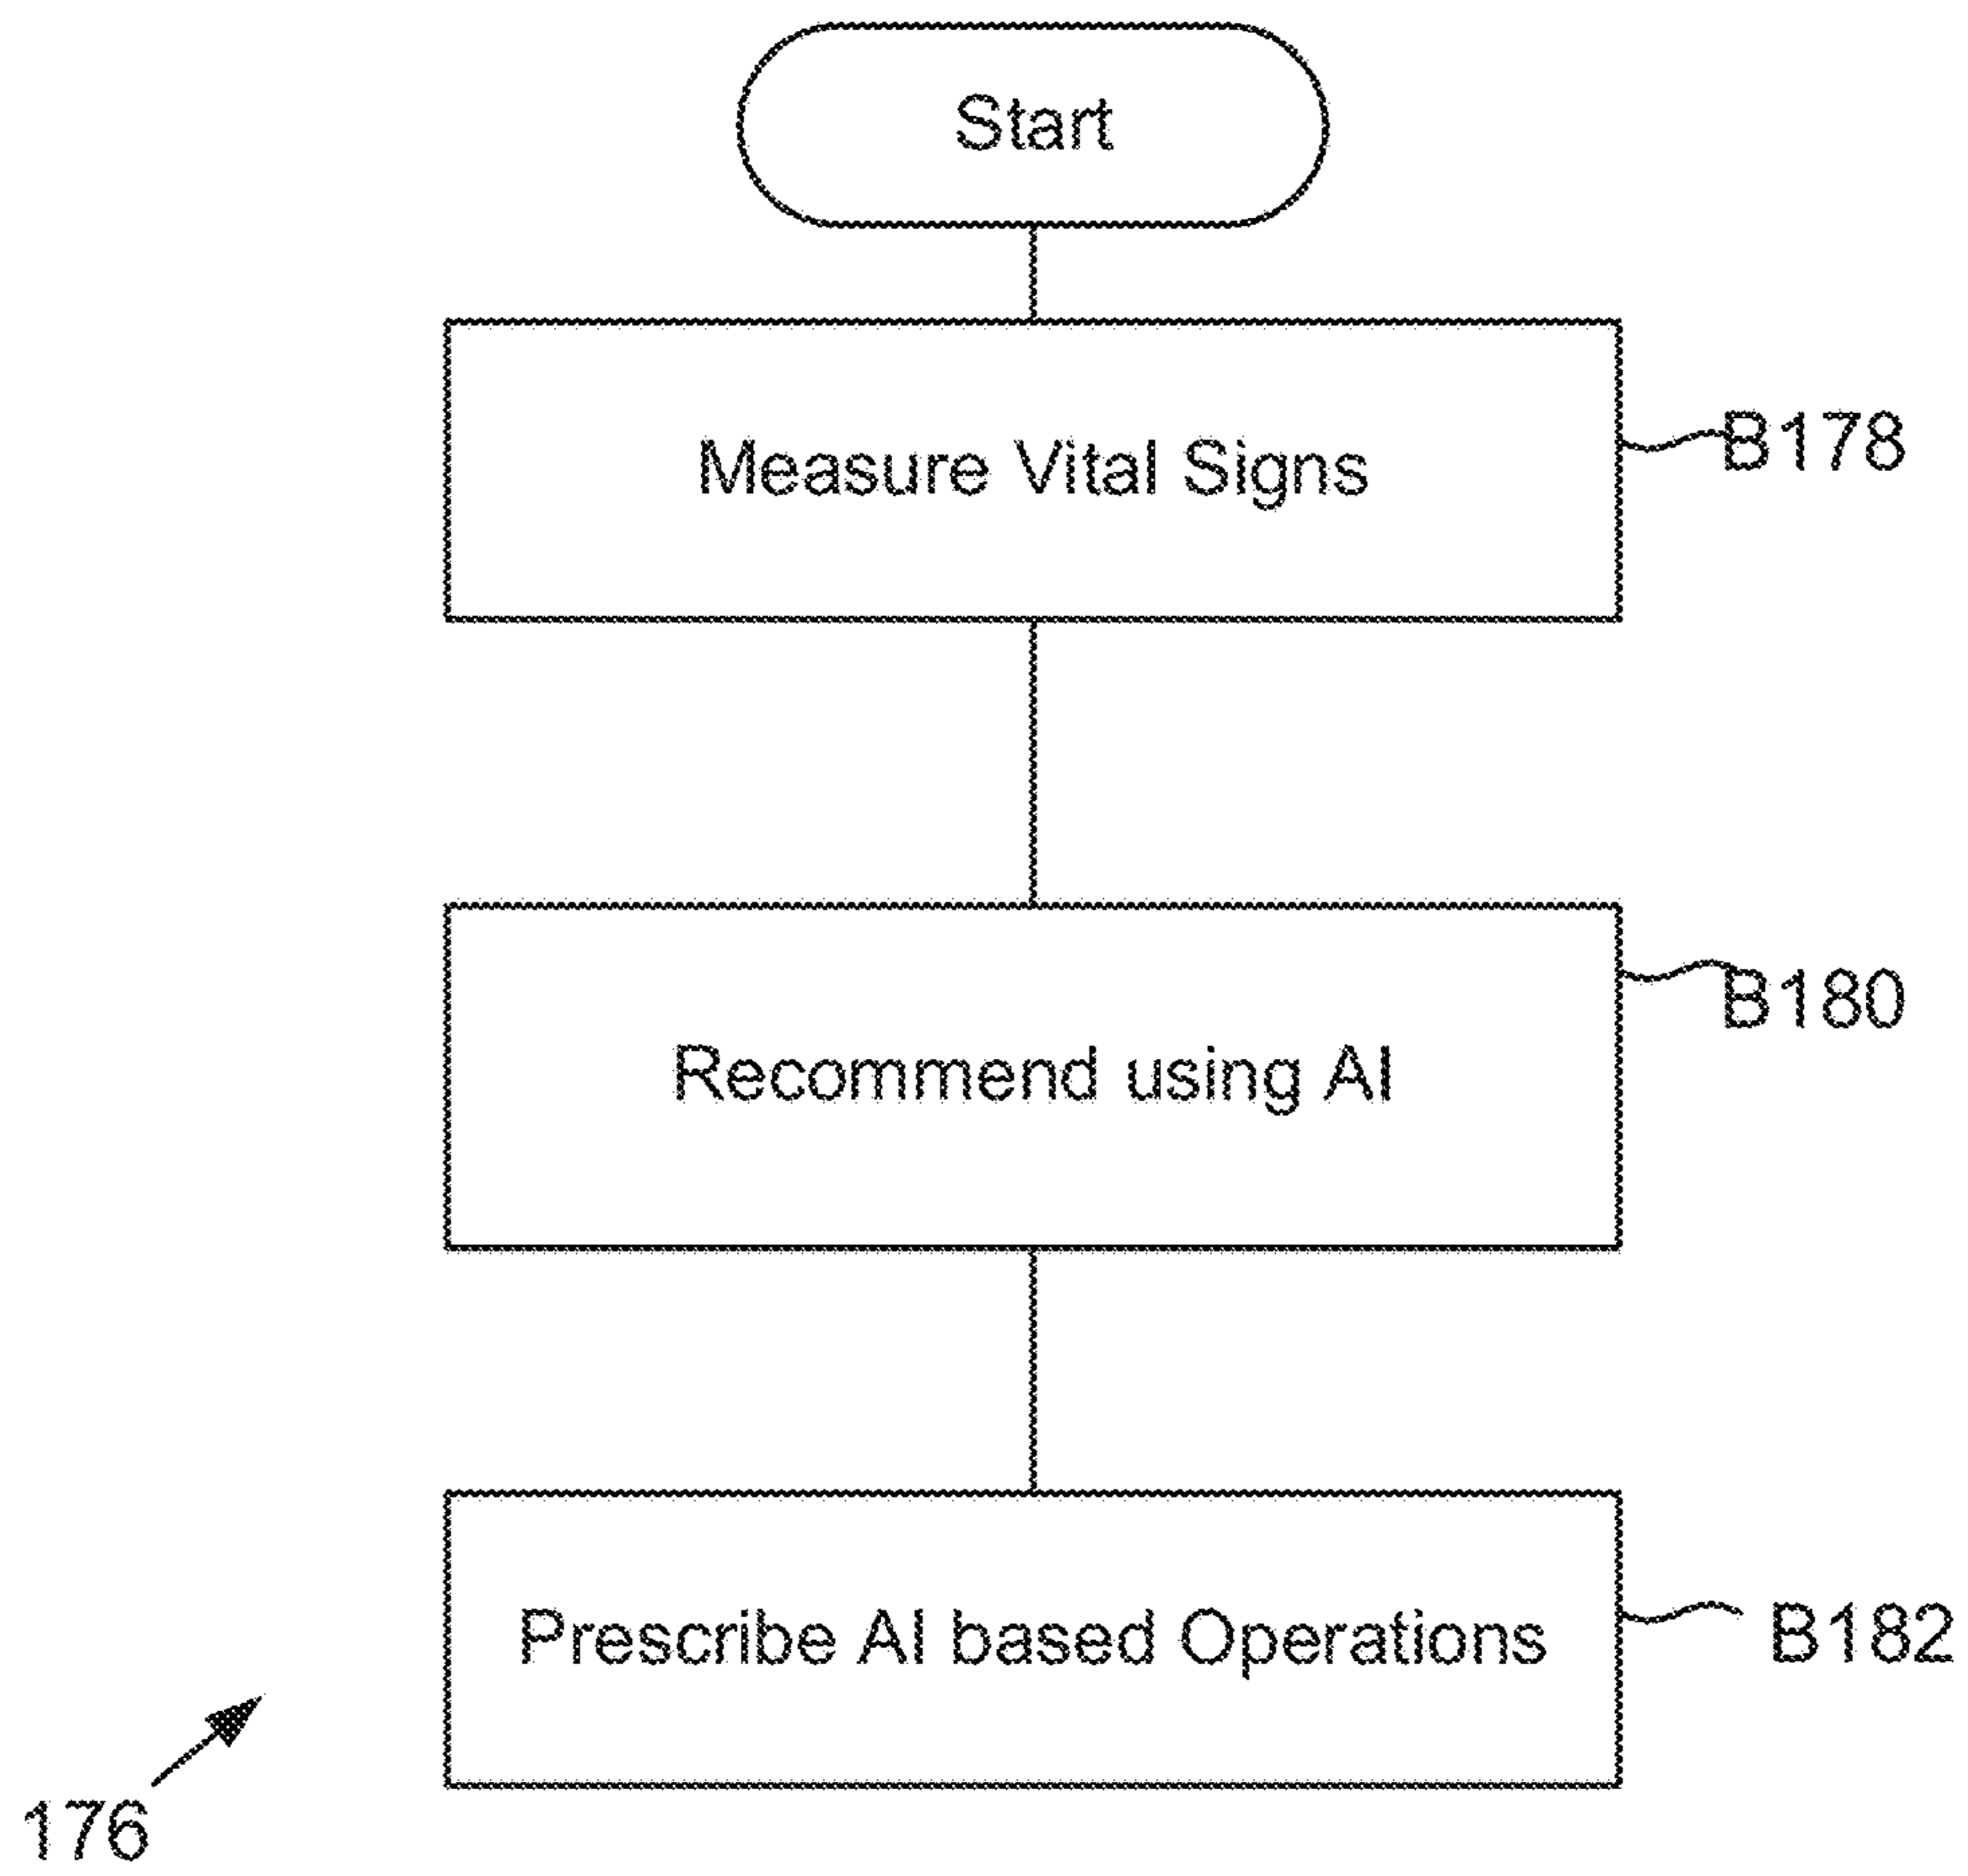 Start
Measure Vital Signs
B178
Recommend using AI
B180
Prescribe AI based Operations
B182
176